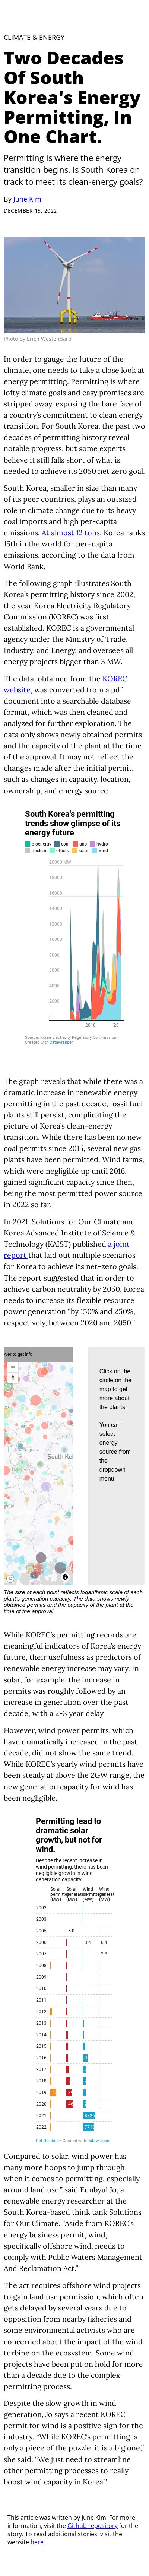 CLIMATE & ENERGY
Two Decades
Of South
Korea's Energy
Permitting, In
One Chart.
Permitting is where the energy
transition begins. Is South Korea on
track to meet its clean-energy goals?
By June Kim
DECEMBER 15, 2022
Photo by Erich Westendarp
In order to gauge the future of the
climate, one needs to take a close look at
energy permitting. Permitting is where
lofty climate goals and easy promises are
stripped away, exposing the bare face of
a country's commitment to the energy
transition. For South Korea, the past two
decades of permitting history reveal
notable progress, but some experts
believe it still falls short of what is
needed to achieve its 2050 net-zero goal.
South Korea, smaller in size than many
of its peer countries, plays an outsized
role in climate change owing to its local
heavy input industry and high per capita
emissions. At almost 12 tons, Korea ranks
15th in the world for per-capita
emissions, according to the data from
World Bank.
The following graph illustrates South
Korea's permitting history since 2002,
the year Korea Electricity Regulatory
Commission (KOREC) was first
established. KOREC is a governmental
agency under the Ministry of Trade,
Industry, and Energy, that oversees all
energy projects bigger than 3 MW.
The data, obtained from the KOREC
website, was converted from a pdf
document into a searchable database
format, which was then cleaned and
analyzed for further interpretation. The
data displayed shows newly permits and
the capacity of the plant at the moment
of the approval. It may not reflect the
changes made after the initial permit,
such as changes in capacity, location,
ownership, and energy source.
South Korea's permitting
trends show glimpse of its
energy future
bioenergy coal gas hydro
nuclear others solar wind
20000 MW
18000
16000
14000
12000
10000
8000
6000
4000
2000
0
2010 '20
Source: Korea Electricity Regulatory Commission •
Created with Datawrapper
The graph reveals that while there was a
dramatic increase in renewable energy
permitting in the past decade, fossil fuel
plants still persist, complicating the
picture of Korea's clean-energy
transition. While there has been no new
coal permits since 2015, several new gas
plants have been permitted. Wind farms,
which were negligible up until 2016,
gained significant capacity since then,
being the most permitted energy source
in 2022 so far.
In 2021, Solutions for Our Climate and
Korea Advanced Institute of Science &
Technology (KAIST) published a joint
report that laid out multiple scenarios
for South Korea's future energy goals.
The report suggested that in order to
achieve carbon neutrality by 2050, Korea
needs to increase its flexible resource
power generation “by 150% and 250%,
respectively, between 2020 and 2050.”
over to get info
South Kor
Click on the
circle on the
map to get
more about
the plants.
You can
select
energy
source from
the
dropdown
menu.
The size of each point reflects logarithmic scale of each
plant's generation capacity. The data shows newly
obtained permits and the capacity of the plant at the
time of the approval.
While KOREC's permitting records are
meaningful indicators of Korea's energy
future, their usefulness as predictors of
renewable energy increase may vary. In
solar, for example, the increase in
permits was roughly followed by an
increase in generation over the past
decade, with a 2-3 year delay
However, wind power permits, which
have dramatically increased in the past
decade, did not show the same trend.
While KOREC's yearly wind permits have
been steady at above the 2GW range, the
new yearly generation capacity for wind has
been negligible.
Permitting lead to
dramatic solar
growth, but not for
wind.
Despite the recent increase in
wind permitting, there has been
negligible growth in wind
generation capacity.
2002
2003
2005 5.0
2006 3.4 6.4
2007 2.8
2008
2009
2010
2011
2012
2013
2014
2015
2016
2017
2018
2019
2020
2021
2022
Get the data • Created with Datawrapper
Compared to solar, wind power has
many more hoops to jump through
when it comes to permitting, especially
around land use,” said Eunbyul Jo, a
renewable energy researcher at the
South Korea-based think tank Solutions
for Our Climate. “Aside from KOREC's
energy business permit, wind,
specifically offshore wind, needs to
comply with Public Waters Management
And Reclamation Act.”
The act requires offshore wind projects
to gain land use permission, which often
gets delayed by several years due to
opposition from nearby fisheries and
some environmental activists who are
concerned about the impact of the wind
turbine on the ecosystem. Some wind
projects have been put on hold for more
than a decade due to the complex
permitting process.
Despite the slow growth in wind
generation, Jo says a recent KOREC
permit for wind is a positive sign for the
industry. “While KOREC's permitting is
only a piece of the puzzle, it is a big one,”
she said, “We just need to streamline
other permitting processes to really
boost wind capacity in Korea.”
This article was written by June Kim. For more
information, visit the Github repository for the
story. To read additional stories, visit the
website here.